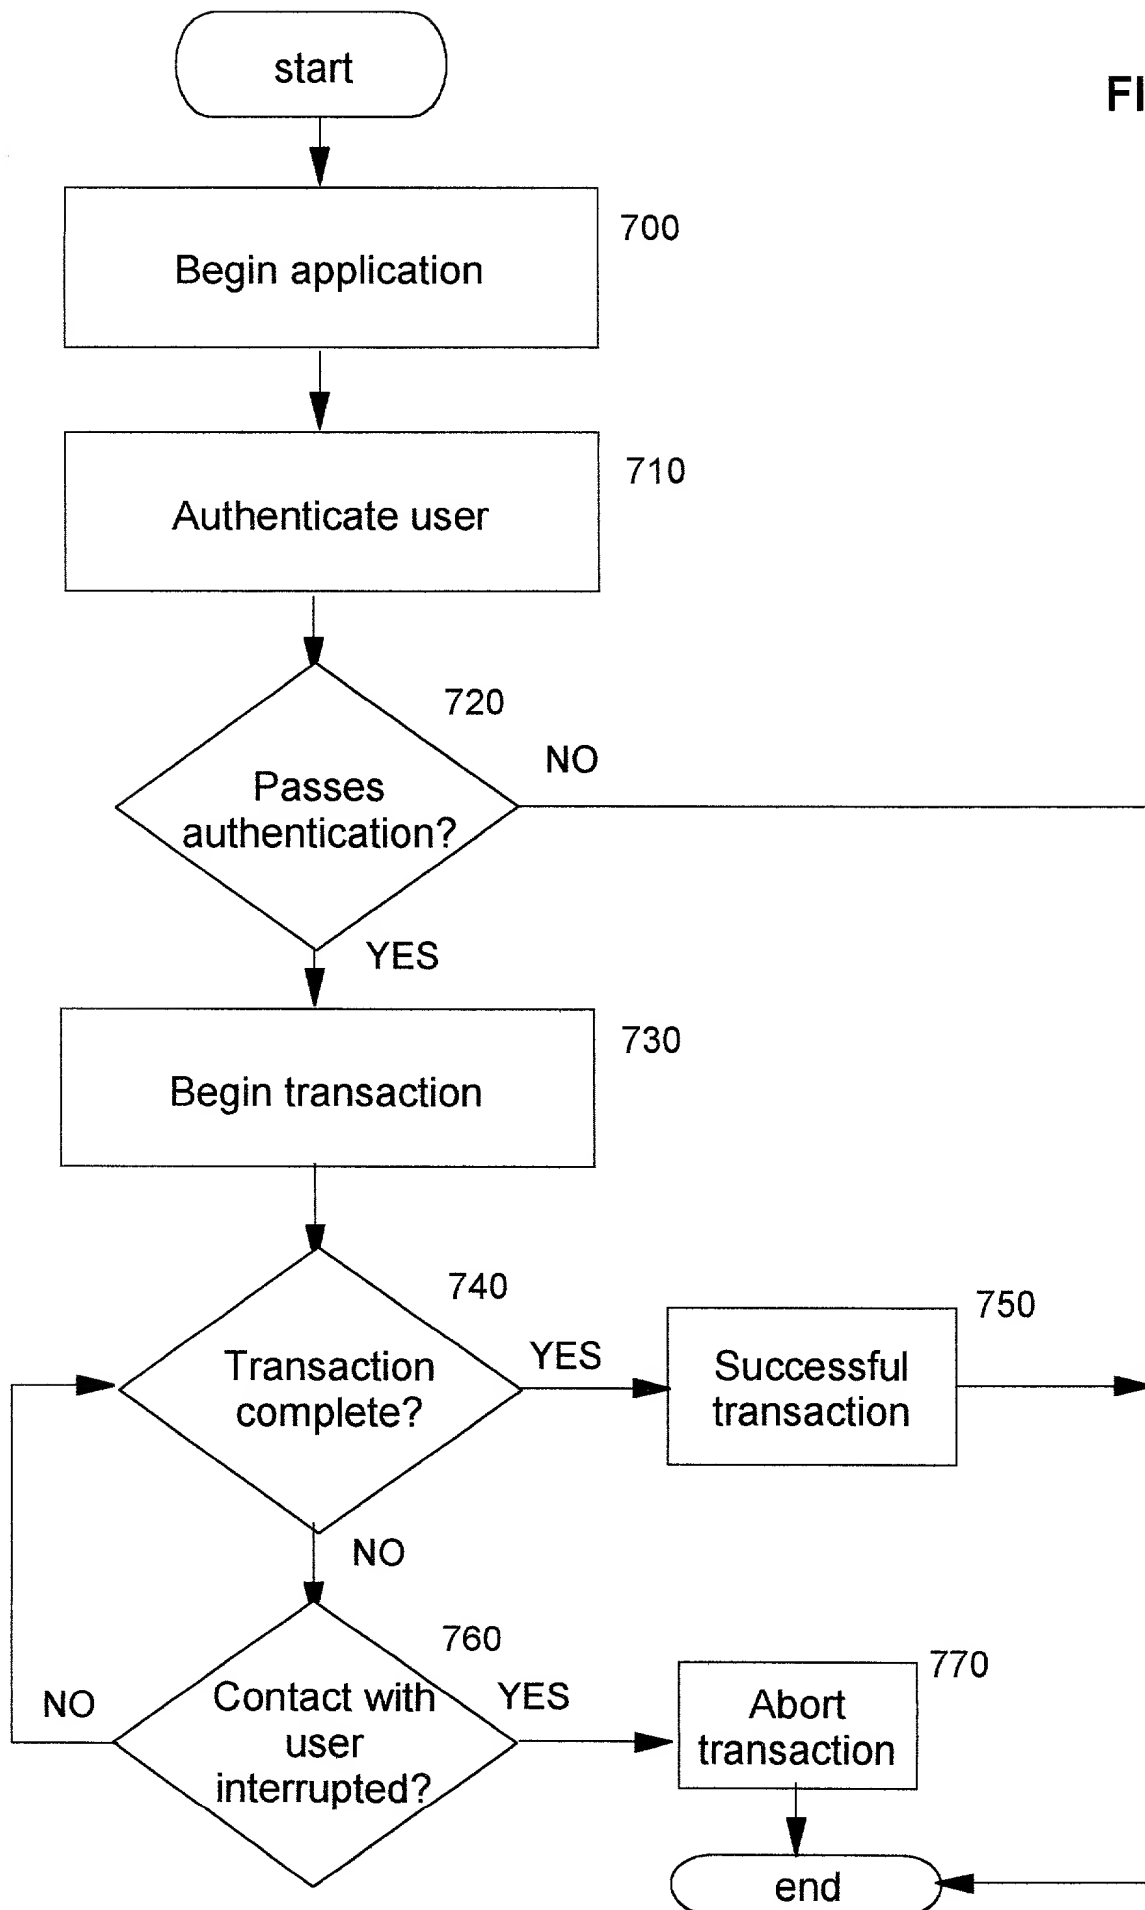 start
FI
700
Begin application
710
Authenticate user
720
NO
Passes
authentication?
YES
730
Begin transaction
740
750
YES
Transaction
complete?
Successful
transaction
NO
760
770
NO
YES
Contact with
user
interrupted?
Abort
transaction
end